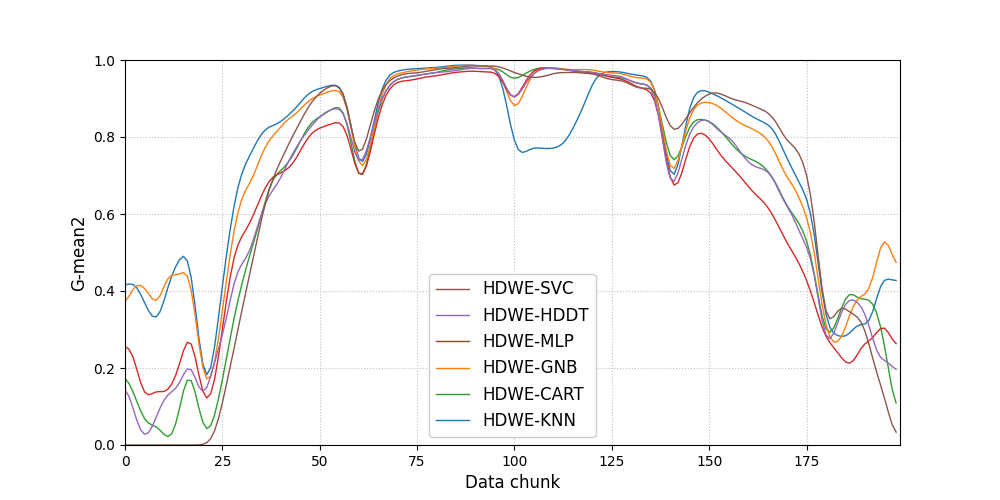 1.0
0.8
0.6
0.4
0.2
0.0
G-mean2
HDWE-SVC
HDWE-HDDT
HDWE-MLP
HDWE-GNB
HDWE-CART
HDWE-KNN
0 25 50 75 100 125 150 175
Data chunk